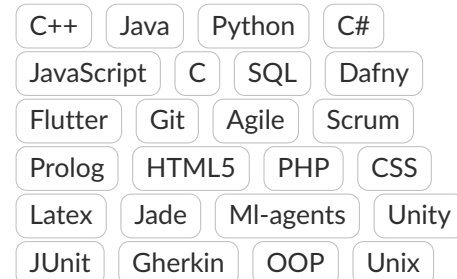 C++ Java Python C#
JavaScript C SQL Dafny
Flutter Git Agile Scrum
Prolog HTML5 PHP CSS
Latex Jade Ml-agents Unity
JUnit Gherkin OOP Unix